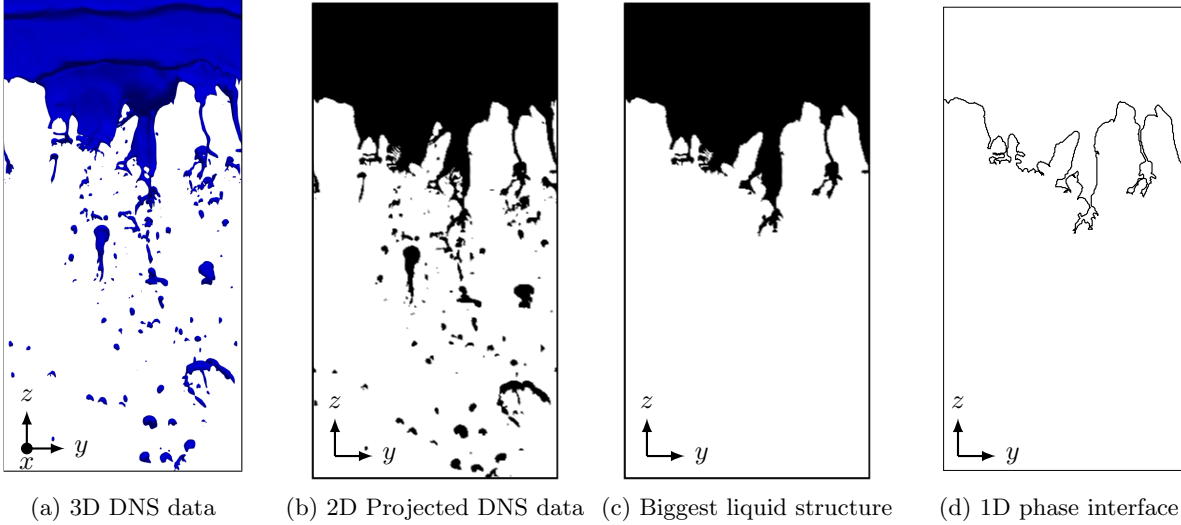 z
y
x
z
y
z
y
z
y
(a) 3D DNS data
(b) 2D Projected DNS data
(c) Biggest liquid structure
(d) 1D phase interface